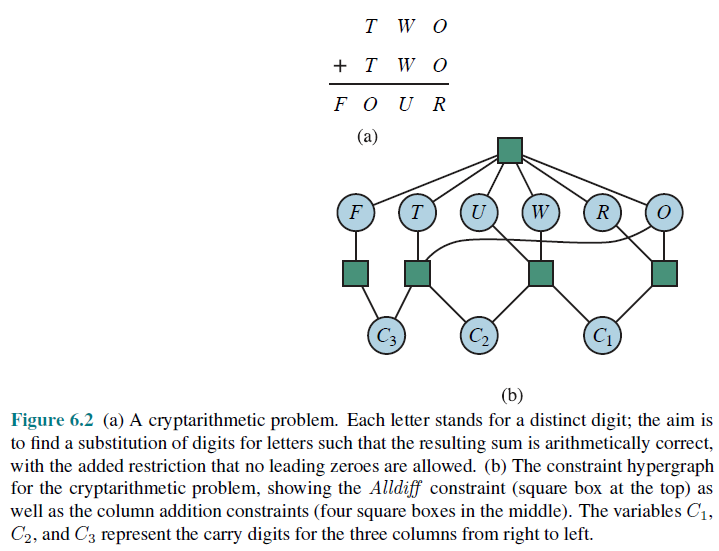 T W O
+ T W O
F O U R
(a)
F T U W R O
C3 C2 C1
(b)
Figure 6.2 (a) A cryptarithmetic problem. Each letter stands for a distinct digit; the aim is
to find a substitution of digits for letters such that the resulting sum is arithmetically correct,
with the added restriction that no leading zeroes are allowed. (b) The constraint hypergraph
for the cryptarithmetic problem, showing the Alldiff constraint (square box at the top) as
well as the column addition constraints (four square boxes in the middle). The variables C1,
C2, and C3 represent the carry digits for the three columns from right to left.